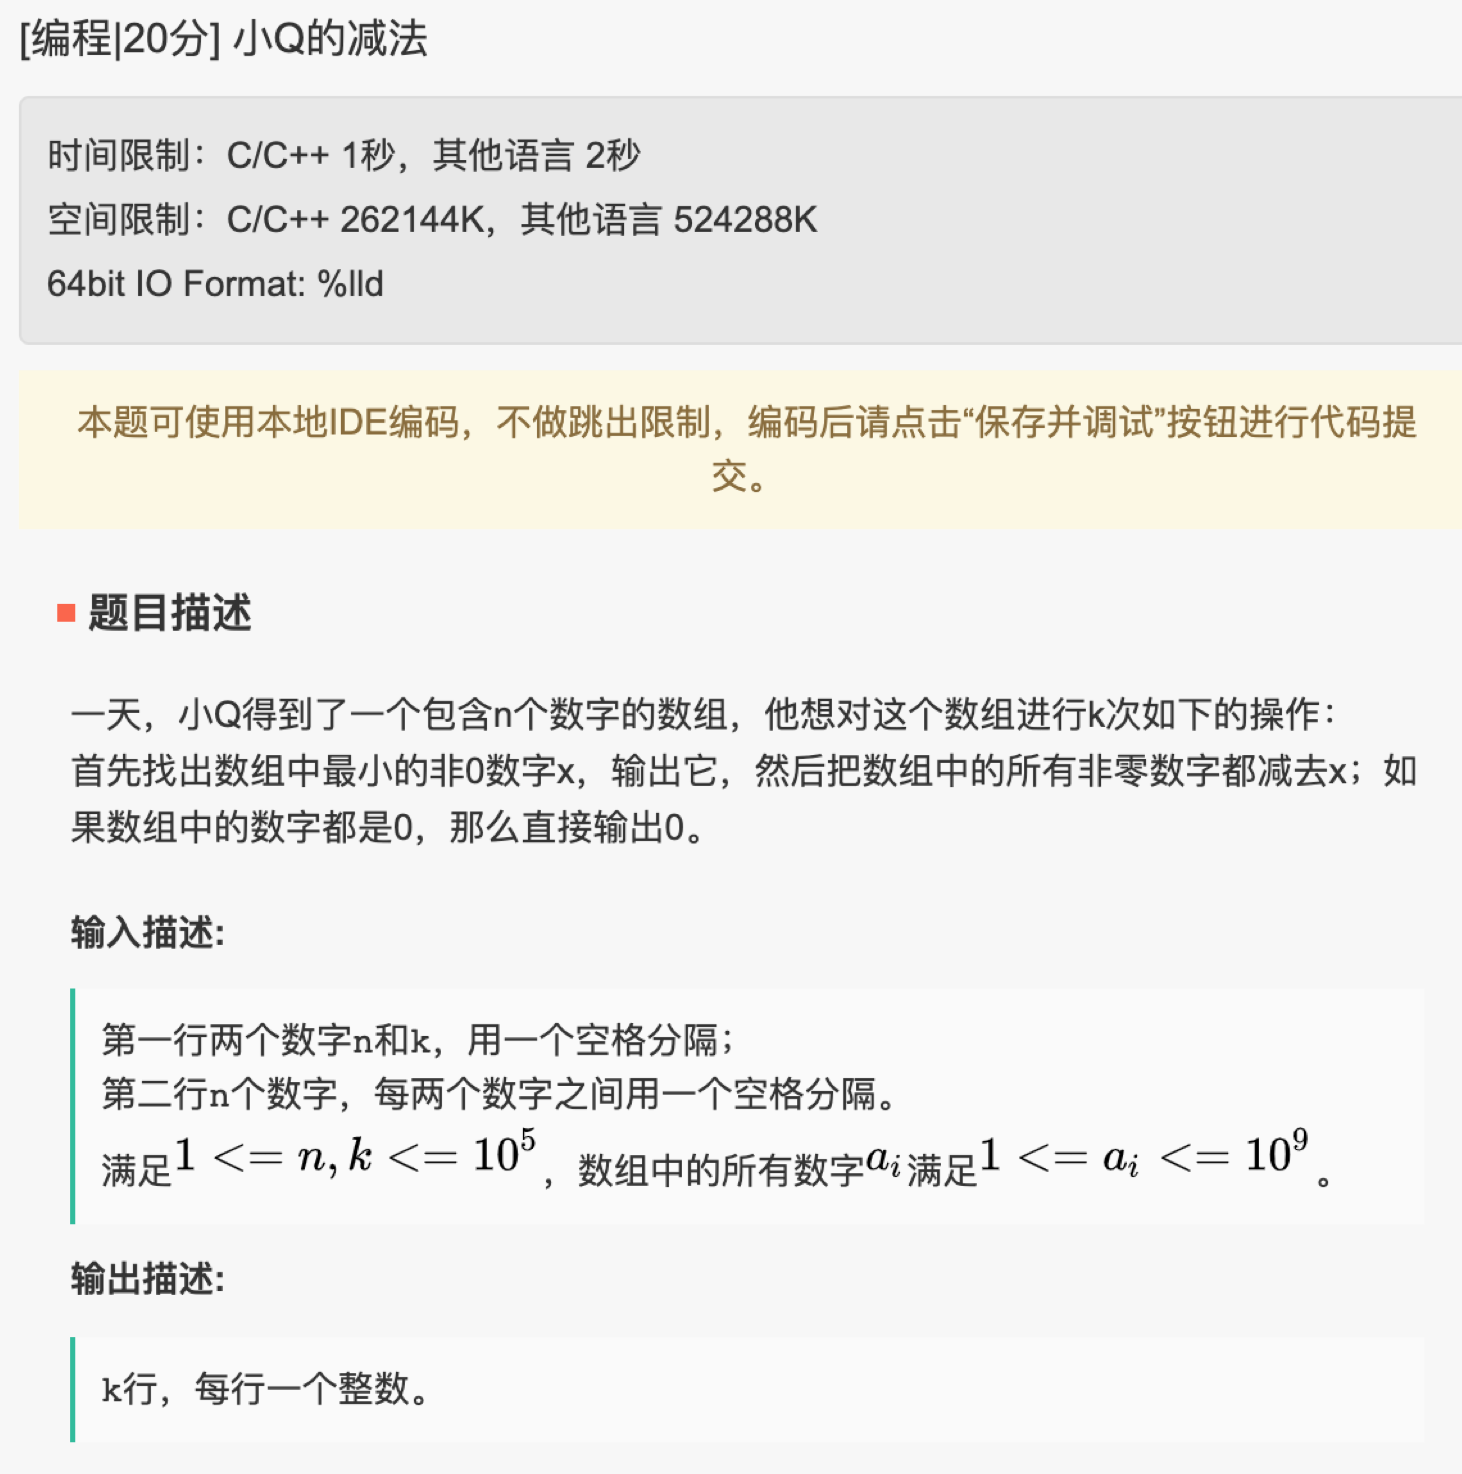 [编程|20分] 小Q的减法
时间限制：C/C++ 1秒，其他语言 2秒
空间限制：C/C++ 262144K，其他语言 524288K
64bit IO Format: %lld
本题可使用本地IDE编码，不做跳出限制，编码后请点击“保存并调试”按钮进行代码提
交。
题目描述
一天，小Q得到了一个包含n个数字的数组，他想对这个数组进行k次如下的操作：
首先找出数组中最小的非0数字x，输出它，然后把数组中的所有非零数字都减去x；如
果数组中的数字都是0，那么直接输出0。
输入描述:
第一行两个数字n和k，用一个空格分隔；
第二行n个数字，每两个数字之间用一个空格分隔。
满足$1 <= n, k <= 10^5$，数组中的所有数字$a_i$满足$1 <= a_i <= 10^9$。
输出描述:
k行，每行一个整数。